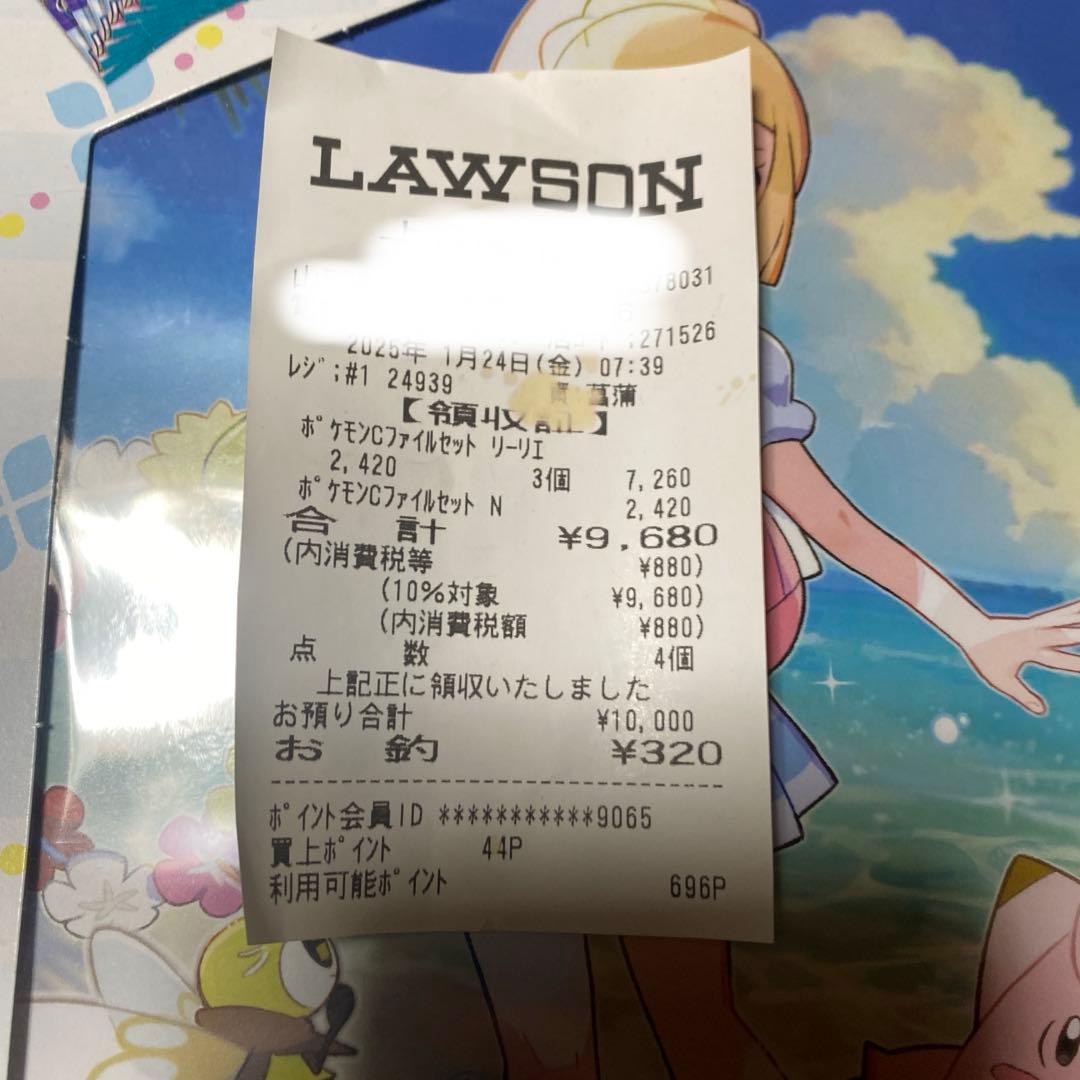 LAWSON
78031
:271526
2025年 1月24日(金) 07:39
レジ;#1 24939 責:菖蒲
【領収証】
ポケモンCファイルセット リーリエ
2,420 3個 7,260
ポケモンCファイルセット N 2,420
合 計 ¥9,680
(内消費税等 ¥880)
(10%対象 ¥9,680)
(内消費税額 ¥880)
点 数 4個
上記正に領収いたしました
お預り合計 ¥10,000
お 釣 ¥320
ポイント会員ID ***********9065
買上ポイント 44P
利用可能ポイント 696P